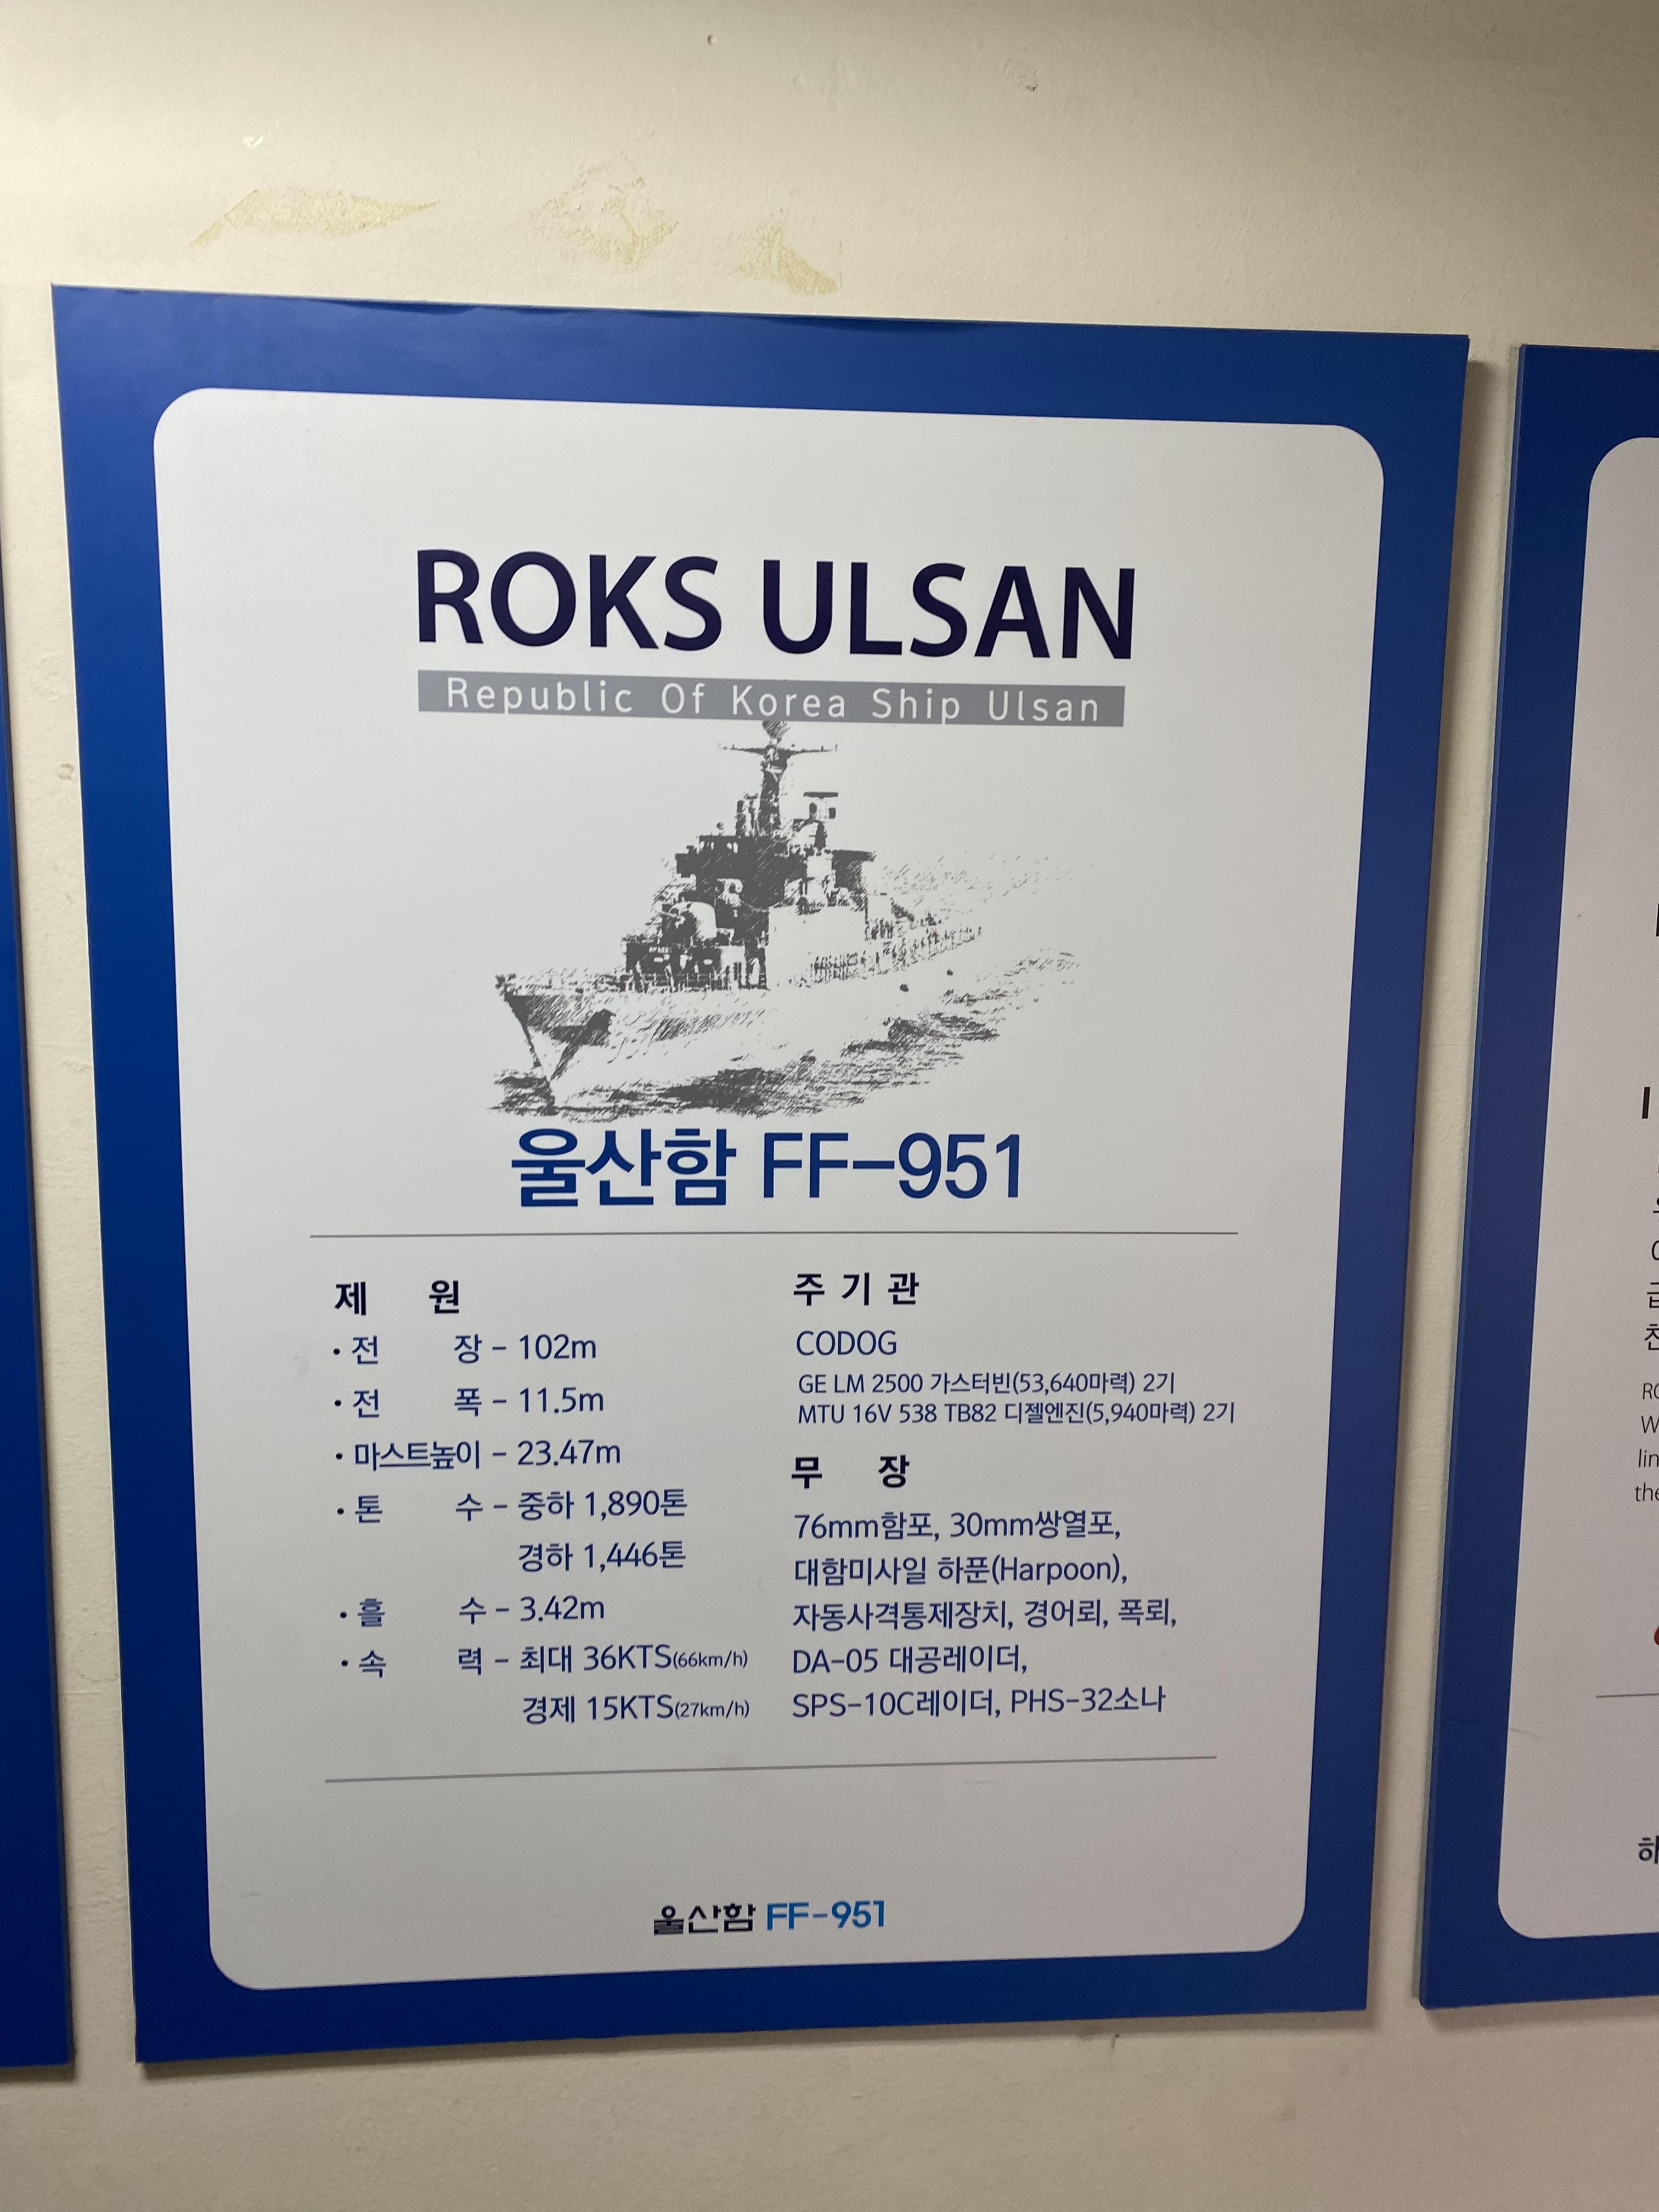 ROKS ULSAN
Republic Of Korea Ship Ulsan
울산함 FF-951
제 원
· 전 장 - 102m
· 전 폭 - 11.5m
· 마스트높이 - 23.47m
· 톤 수 - 중하 1,890톤
경하 1,446톤
· 흘 수 - 3.42m
· 속 력 - 최대 36KTS(66km/h)
경제 15KTS(27km/h)
주 기 관
CODOG
GE LM 2500 가스터빈(53,640마력) 2기
MTU 16V 538 TB82 디젤엔진(5,940마력) 2기
무 장
76mm함포, 30mm쌍열포,
대함미사일 하푼(Harpoon),
자동사격통제장치, 경어뢰, 폭뢰,
DA-05 대공레이더,
SPS-10C레이더, PHS-32소나
울산함 FF-951